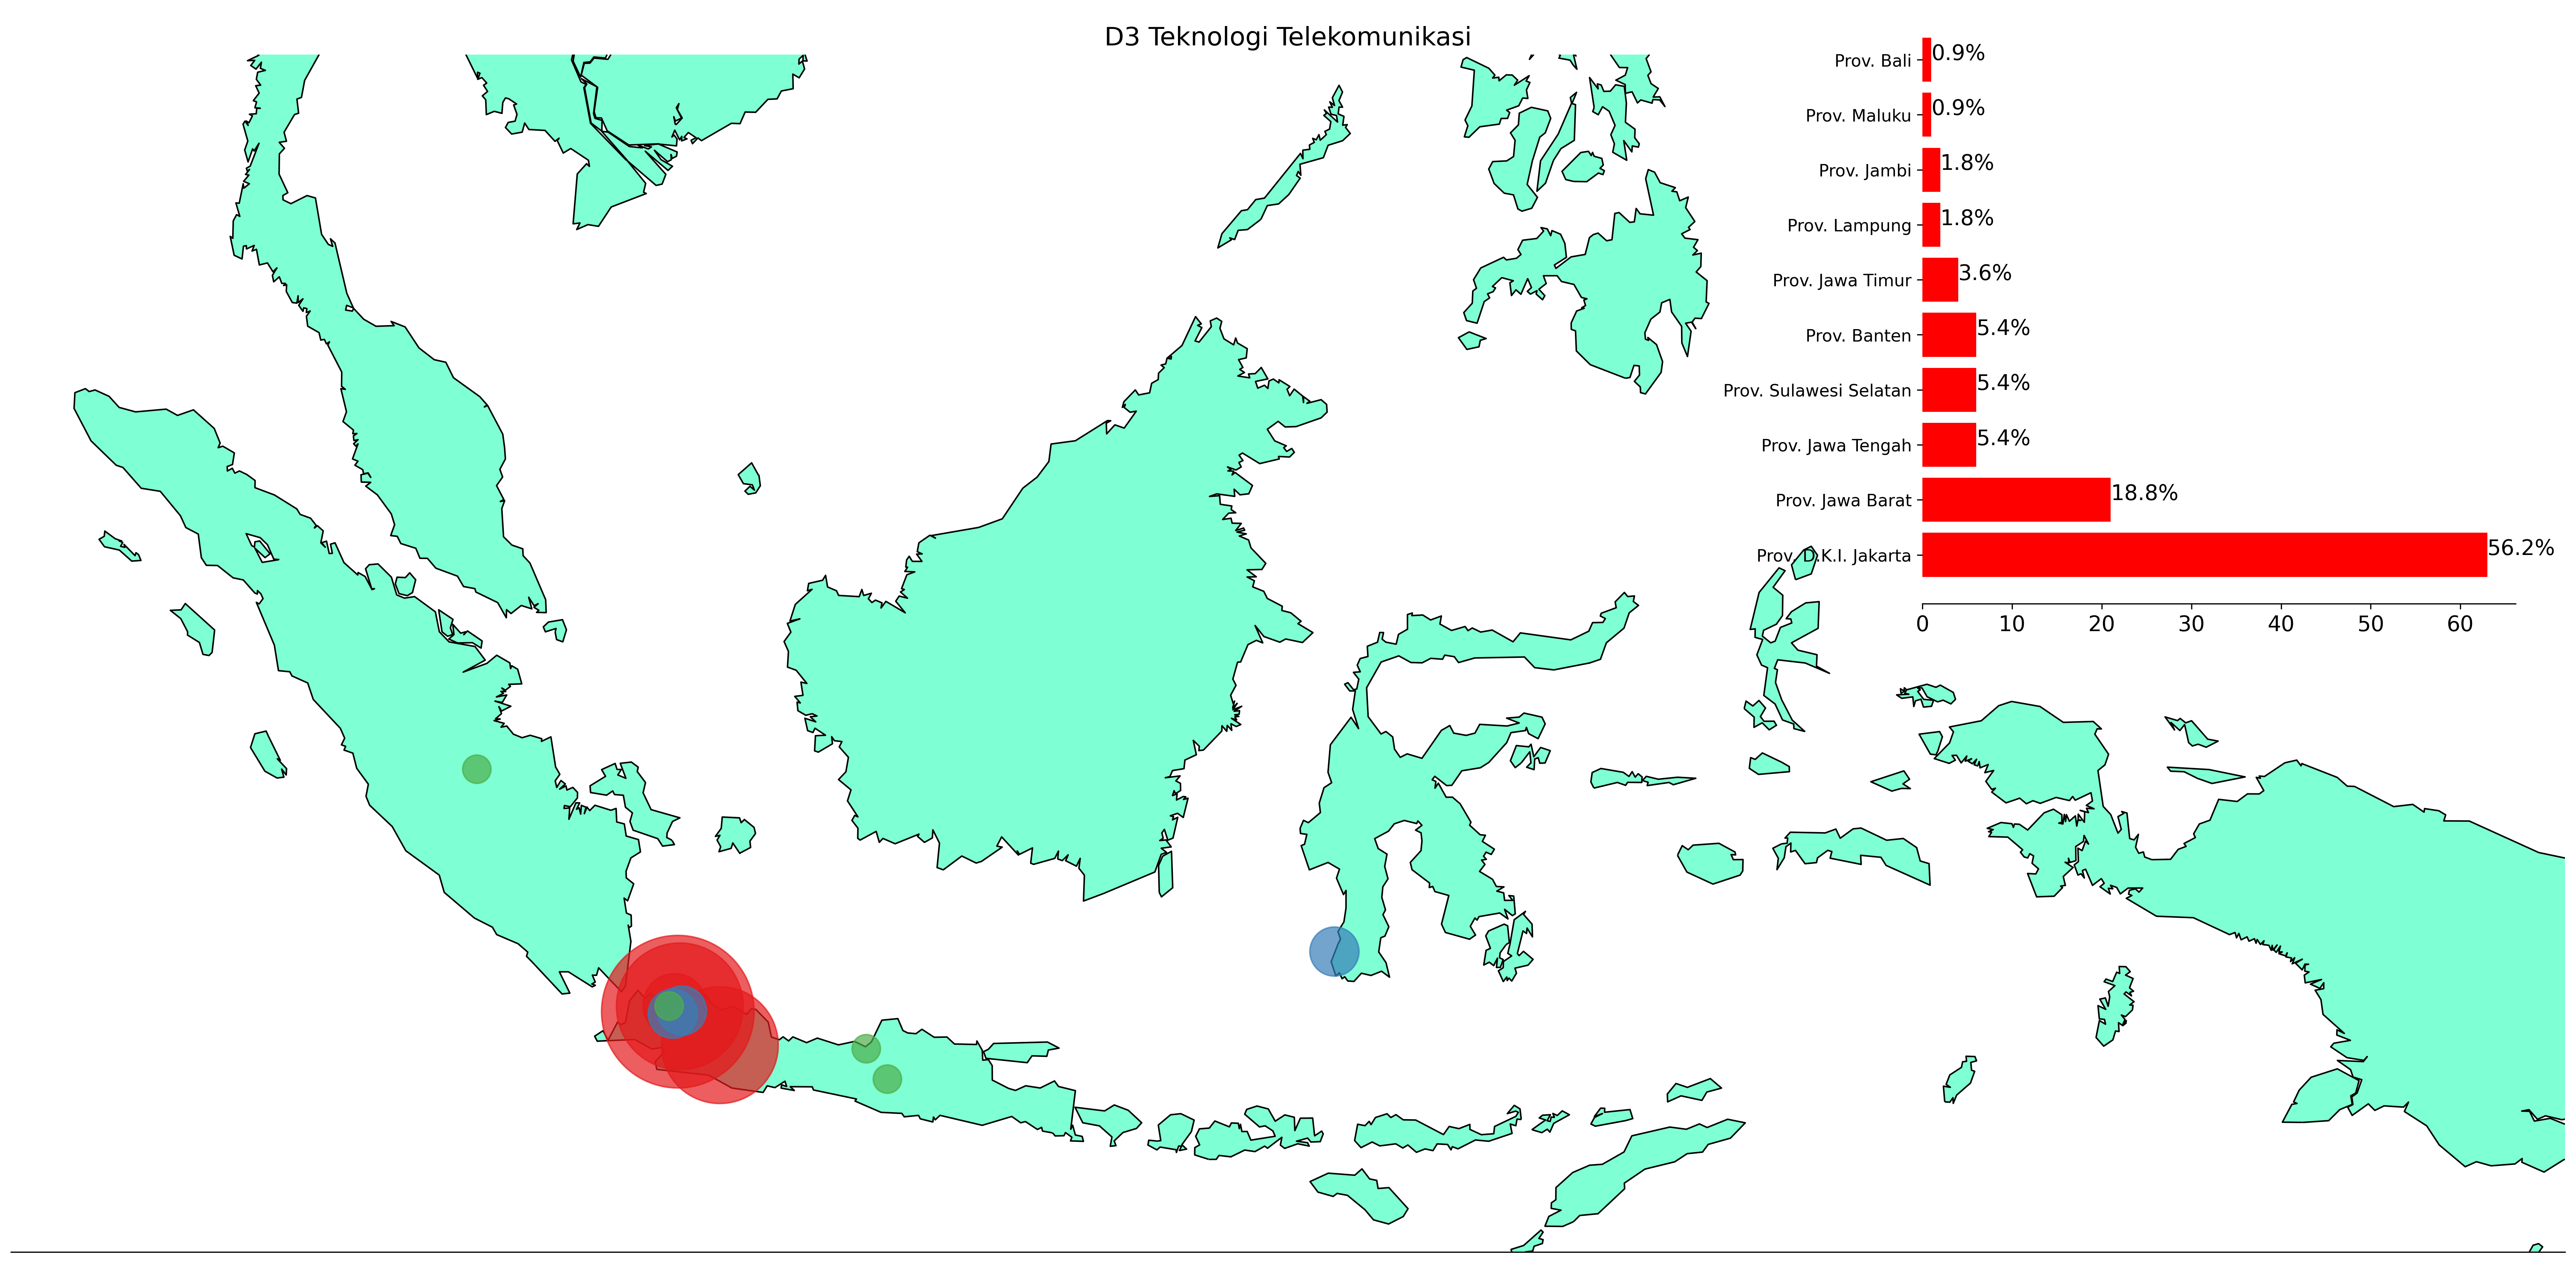 D3 Teknologi Telekomunikasi
Prov. Bali 0.9%
Prov. Maluku 0.9%
Prov. Jambi 1.8%
Prov. Lampung 1.8%
Prov. Jawa Timur 3.6%
Prov. Banten 5.4%
Prov. Sulawesi Selatan 5.4%
Prov. Jawa Tengah 5.4%
Prov. Jawa Barat 18.8%
Prov. D.K.I. Jakarta 56.2%
0 10 20 30 40 50 60